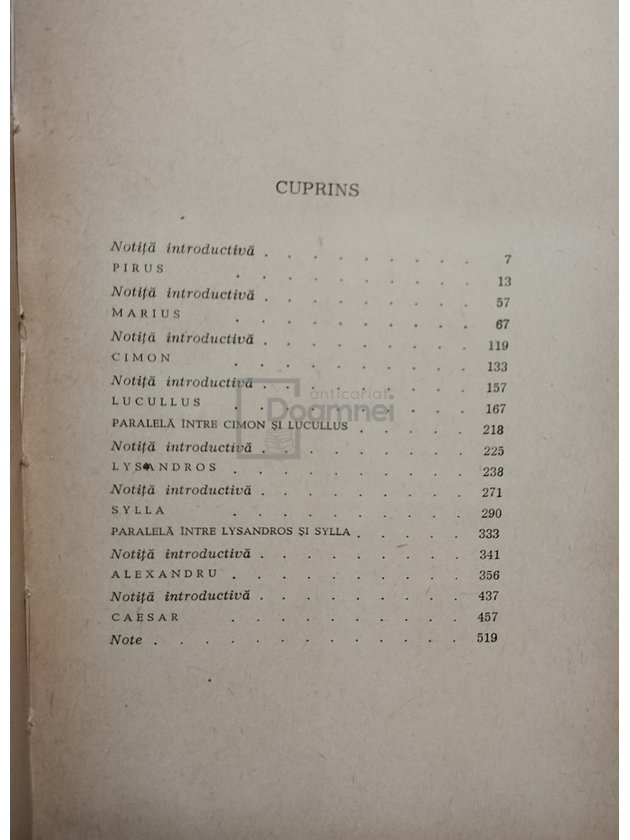 CUPRINS
Notiță introductivă . . . . . . . . . 7
PIRUS . . . . . . . . . . 13
Notiță introductivă . . . . . . . . . 57
MARIUS . . . . . . . . . . 67
Notiță introductivă . . . . . . . . . 119
CIMON . . . . . . . . . . 133
Notiță introductivă . . . . . . . . . 157
anticariat
LUCULLUS . . . . . . . . . . 167
Doamnei
PARALELĂ ÎNTRE CIMON ȘI LUCULLUS . . . . . 218
Notiță introductivă . . . . . . . . . 225
LYSANDROS . . . . . . . . . . 238
Notiță introductivă . . . . . . . . . 271
SYLLA . . . . . . . . . . 290
PARALELĂ ÎNTRE LYSANDROS ȘI SYLLA . . . . . 333
Notiță introductivă . . . . . . . . . 341
ALEXANDRU . . . . . . . . . . 356
Notiță introductivă . . . . . . . . . 437
CAESAR . . . . . . . . . . 457
Note . . . . . . . . . . . . . 519